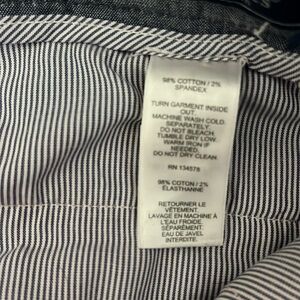 98% COTTON / 2%
SPANDEX
TURN GARMENT INSIDE
OUT.
MACHINE WASH COLD.
SEPARATELY.
DO NOT BLEACH.
TUMBLE DRY LOW.
WARM IRON IF
NEEDED.
DO NOT DRY CLEAN.
RN 134578
98% COTON / 2%
ÉLASTHANNE
RETOURNER LE
VÊTEMENT.
LAVAGE EN MACHINE À
L'EAU FROIDE.
SÉPARÉMENT.
EAU DE JAVEL
INTERDITE.